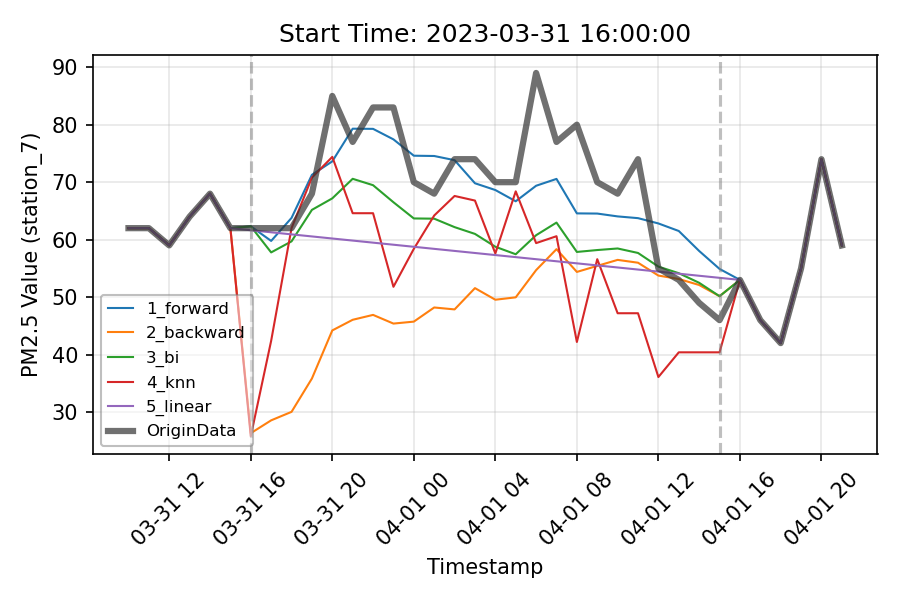 Start Time: 2023-03-31 16:00:00
PM2.5 Value (station_7)
90
80
70
60
50
40
30
1_forward
2_backward
3_bi
4_knn
5_linear
OriginData
03-31 12
03-31 16
03-31 20
04-01 00
04-01 04
04-01 08
04-01 12
04-01 16
04-01 20
Timestamp